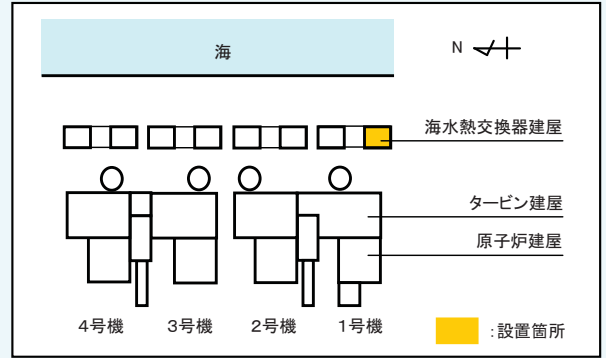 海
N
海水熱交換器建屋
タービン建屋
原子炉建屋
4号機 3号機 2号機 1号機
:設置箇所